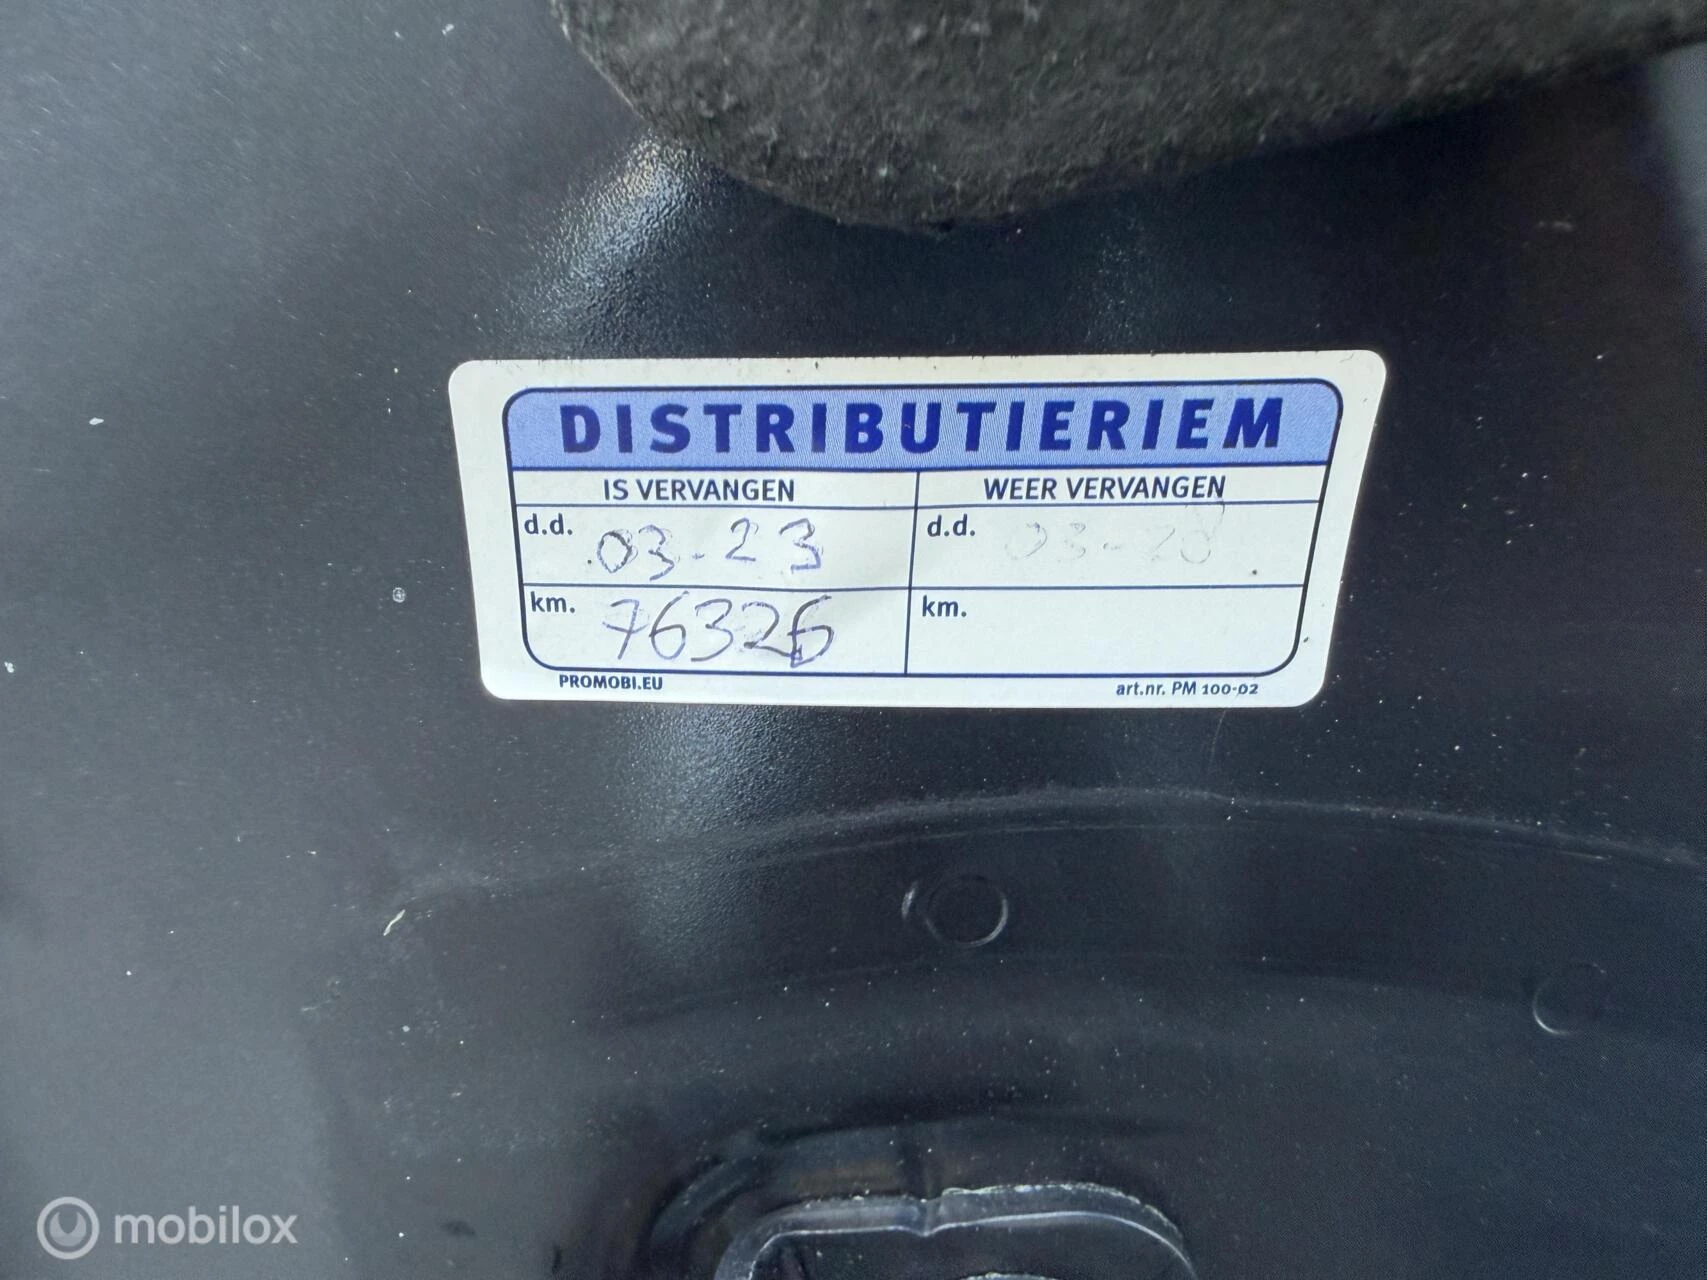 DISTRIBUTIERIEM
IS VERVANGEN WEER VERVANGEN
d.d. 03-23 d.d. 03-28
km. 76326 km.
PROMOBI.EU art.nr. PM 100-02
mobilox